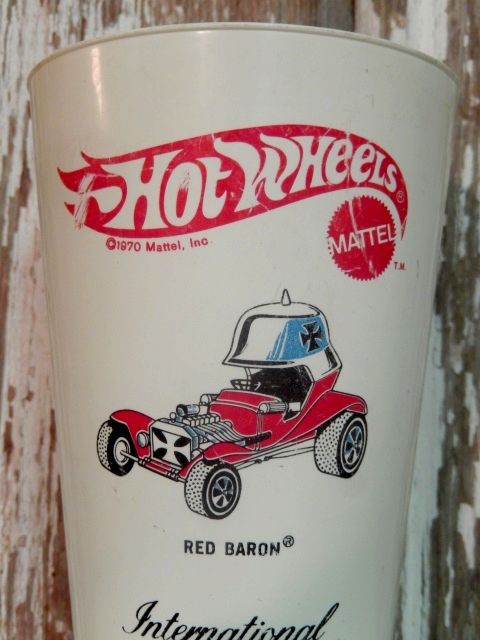 Hot Wheels®
©1970 Mattel, Inc.
MATTEL
T.M.
RED BARON®
International